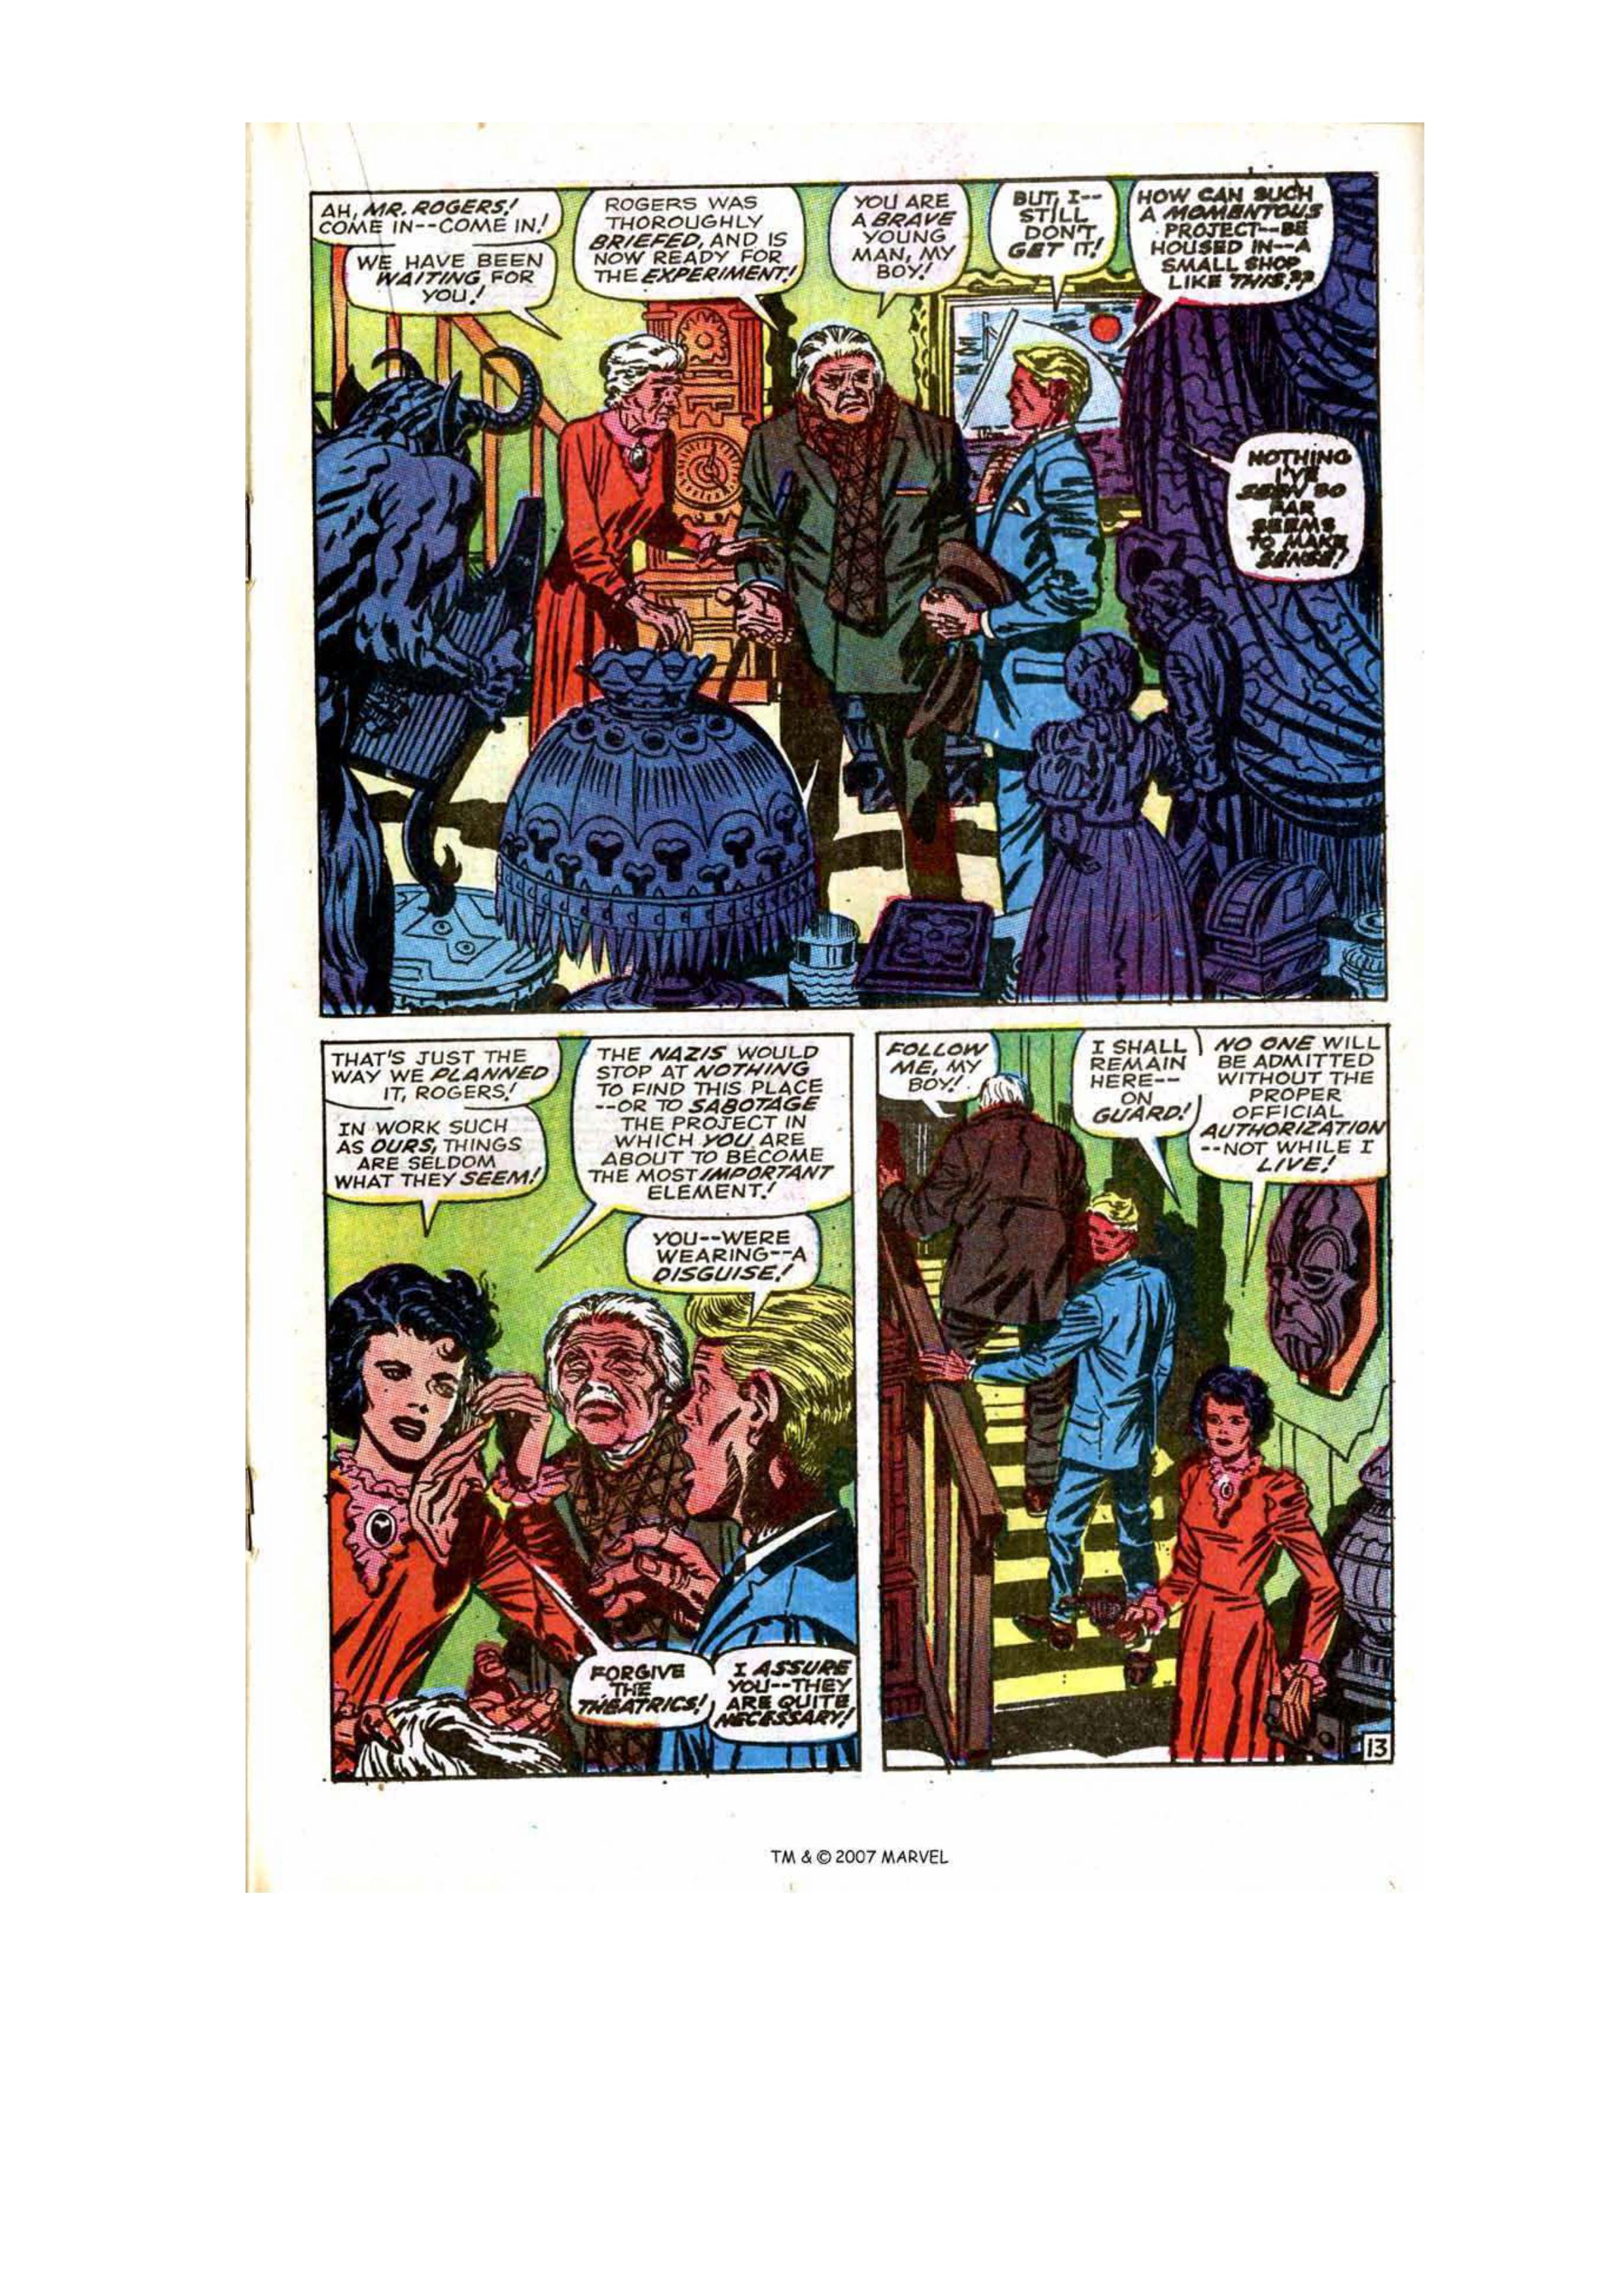 AH, MR. ROGERS!
COME IN--COME IN!
WE HAVE BEEN
WAITING FOR
YOU!
ROGERS WAS
THOROUGHLY
BRIEFED, AND IS
NOW READY FOR
THE EXPERIMENT!
YOU ARE
A BRAVE
YOUNG
MAN, MY
BOY!
BUT, I--
STILL
DON'T
GET IT!
HOW CAN SUCH
A MOMENTOUS
PROJECT--BE
HOUSED IN--A
SMALL SHOP
LIKE THIS??
NOTHING
I'VE
SEEN SO
FAR
SEEMS
TO MAKE
SENSE!
THAT'S JUST THE
WAY WE PLANNED
IT, ROGERS!
IN WORK SUCH
AS OURS, THINGS
ARE SELDOM
WHAT THEY SEEM!
THE NAZIS WOULD
STOP AT NOTHING
TO FIND THIS PLACE
--OR TO SABOTAGE
THE PROJECT IN
WHICH YOU ARE
ABOUT TO BECOME
THE MOST IMPORTANT
ELEMENT!
YOU--WERE
WEARING--A
DISGUISE!
FORGIVE
THE
THEATRICS!
I ASSURE
YOU--THEY
ARE QUITE
NECESSARY!
FOLLOW
ME, MY
BOY!
I SHALL
REMAIN
HERE--
ON
GUARD!
NO ONE WILL
BE ADMITTED
WITHOUT THE
PROPER
OFFICIAL
AUTHORIZATION
--NOT WHILE I
LIVE!
13
TM & © 2007 MARVEL